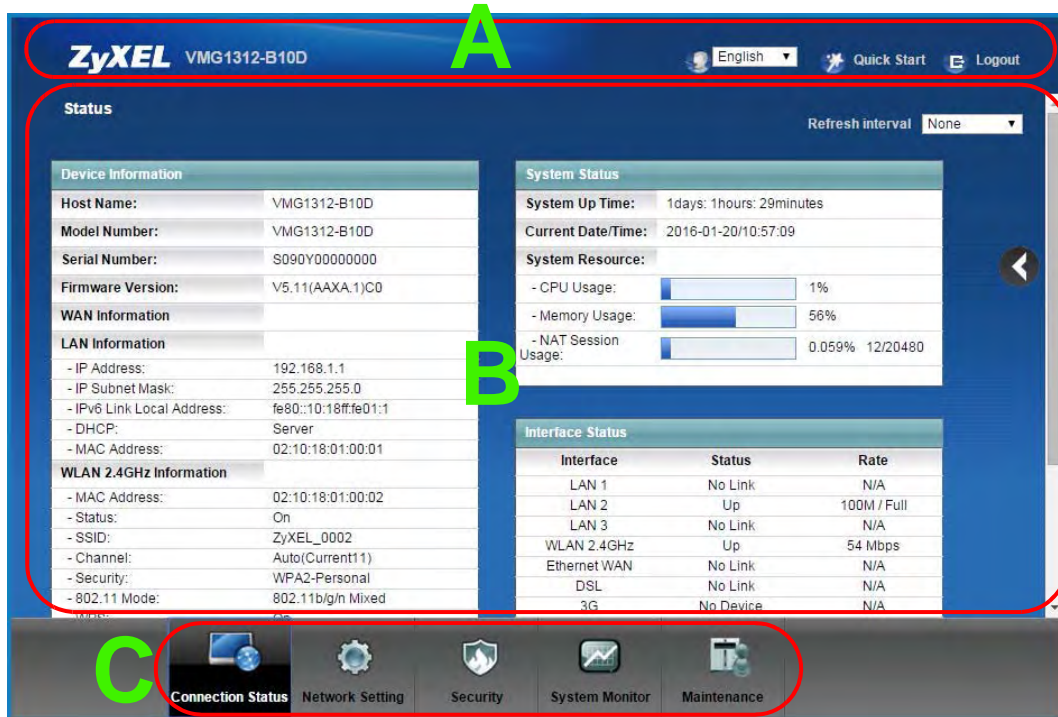 A
ZyXEL VMG1312-B10D English Quick Start Logout
Status
Refresh interval None
Device Information
Host Name: VMG1312-B10D
Model Number: VMG1312-B10D
Serial Number: S090Y00000000
Firmware Version: V5.11(AAXA.1)C0
WAN Information
LAN Information
- IP Address: 192.168.1.1
- IP Subnet Mask: 255.255.255.0
- IPv6 Link Local Address: fe80::10:18ff:fe01:1
- DHCP: Server
- MAC Address: 02:10:18:01:00:01
WLAN 2.4GHz Information
- MAC Address: 02:10:18:01:00:02
- Status: On
- SSID: ZyXEL_0002
- Channel: Auto(Current11)
- Security: WPA2-Personal
- 802.11 Mode: 802.11b/g/n Mixed
- WPS: On
B
System Status
System Up Time: 1days: 1hours: 29minutes
Current Date/Time: 2016-01-20/10:57:09
System Resource:
- CPU Usage: 1%
- Memory Usage: 56%
- NAT Session
Usage: 0.059% 12/20480
Interface Status
Interface Status Rate
LAN 1 No Link N/A
LAN 2 Up 100M / Full
LAN 3 No Link N/A
WLAN 2.4GHz Up 54 Mbps
Ethernet WAN No Link N/A
DSL No Link N/A
3G No Device N/A
C
Connection Status Network Setting Security System Monitor Maintenance